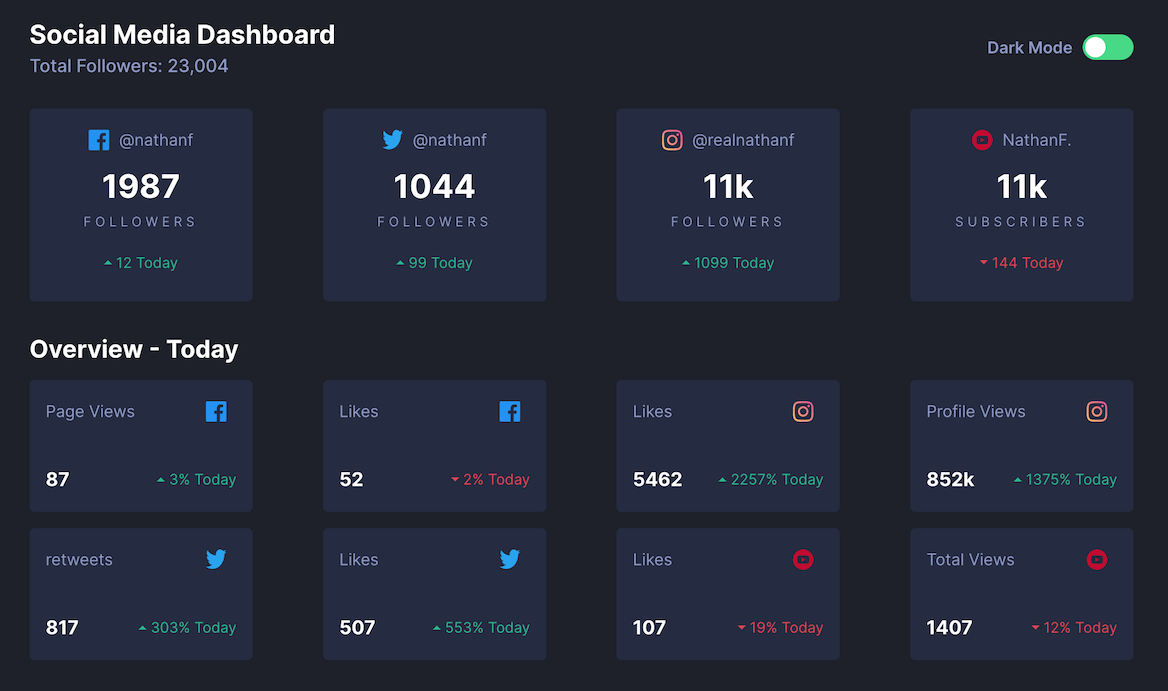 Social Media Dashboard
Total Followers: 23,004
Dark Mode
@nathanf
1987
FOLLOWERS
12 Today
@nathanf
1044
FOLLOWERS
99 Today
@realnathanf
11k
FOLLOWERS
1099 Today
NathanF.
11k
SUBSCRIBERS
144 Today
Overview - Today
Page Views
87
3% Today
Likes
52
2% Today
Likes
5462
2257% Today
Profile Views
852k
1375% Today
retweets
817
303% Today
Likes
507
553% Today
Likes
107
19% Today
Total Views
1407
12% Today